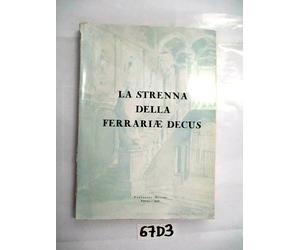 LA STRENNA
DELLA
FERRARIÆ DECUS
67D3